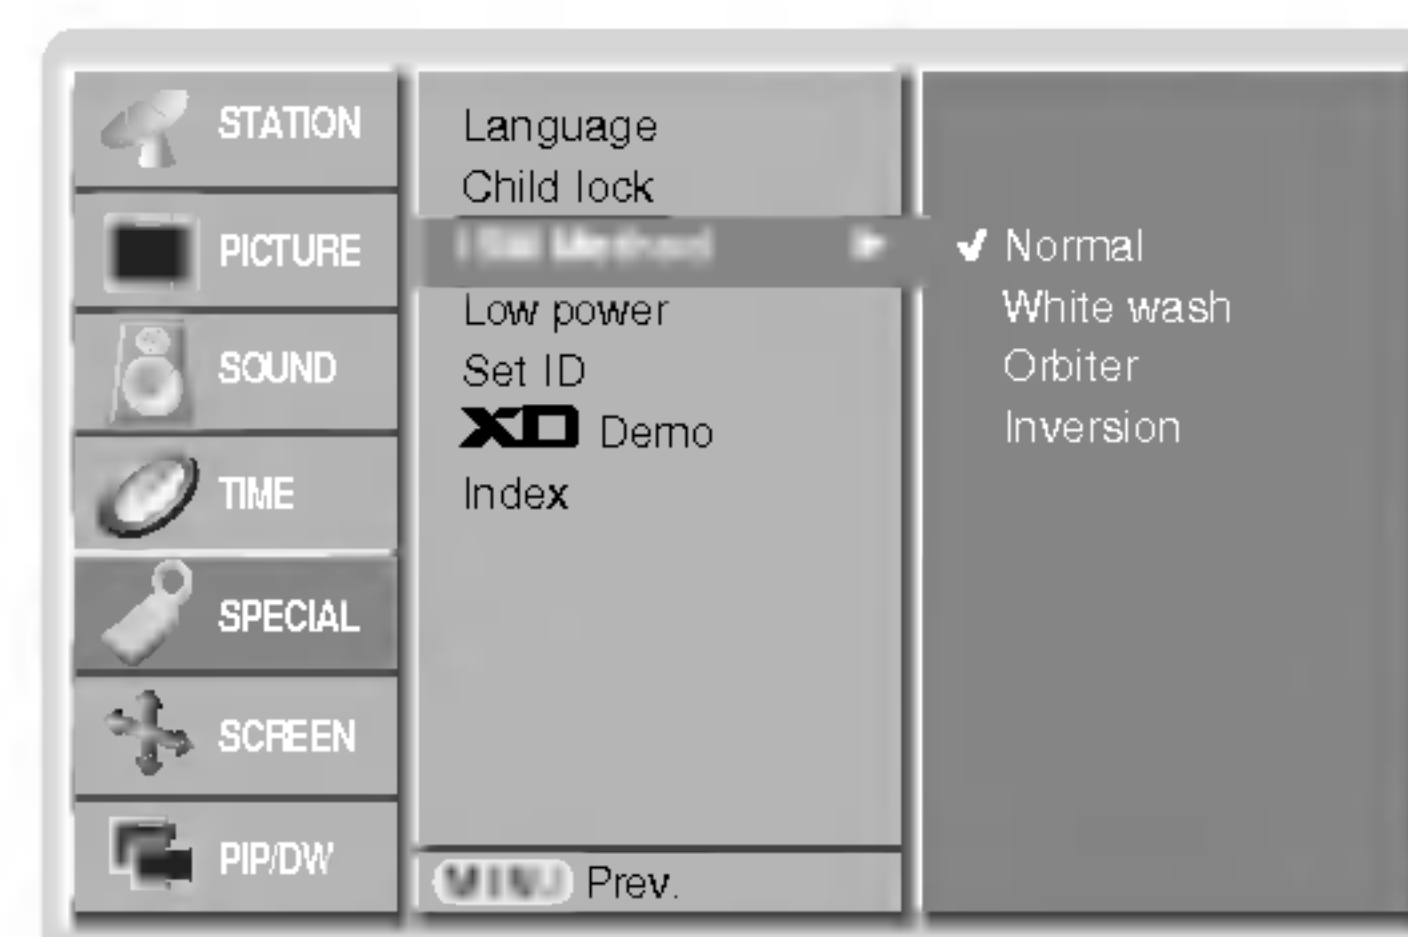 STATION
PICTURE
SOUND
TIME
SPECIAL
SCREEN
PIP/DW
Language
Child lock
Method
Low power
Set ID
XD Demo
Index
Prev.
Normal
White wash
Orbiter
Inversion